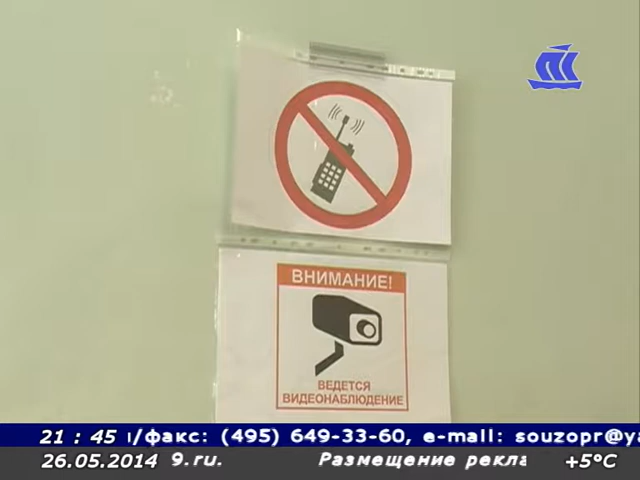 ВНИМАНИЕ!
ВЕДЕТСЯ
ВИДЕОНАБЛЮДЕНИЕ
21 : 45 /факс: (495) 649-33-60, e-mail: souzopr@ya
26.05.2014 9.ru. Размещение рекла +5°C